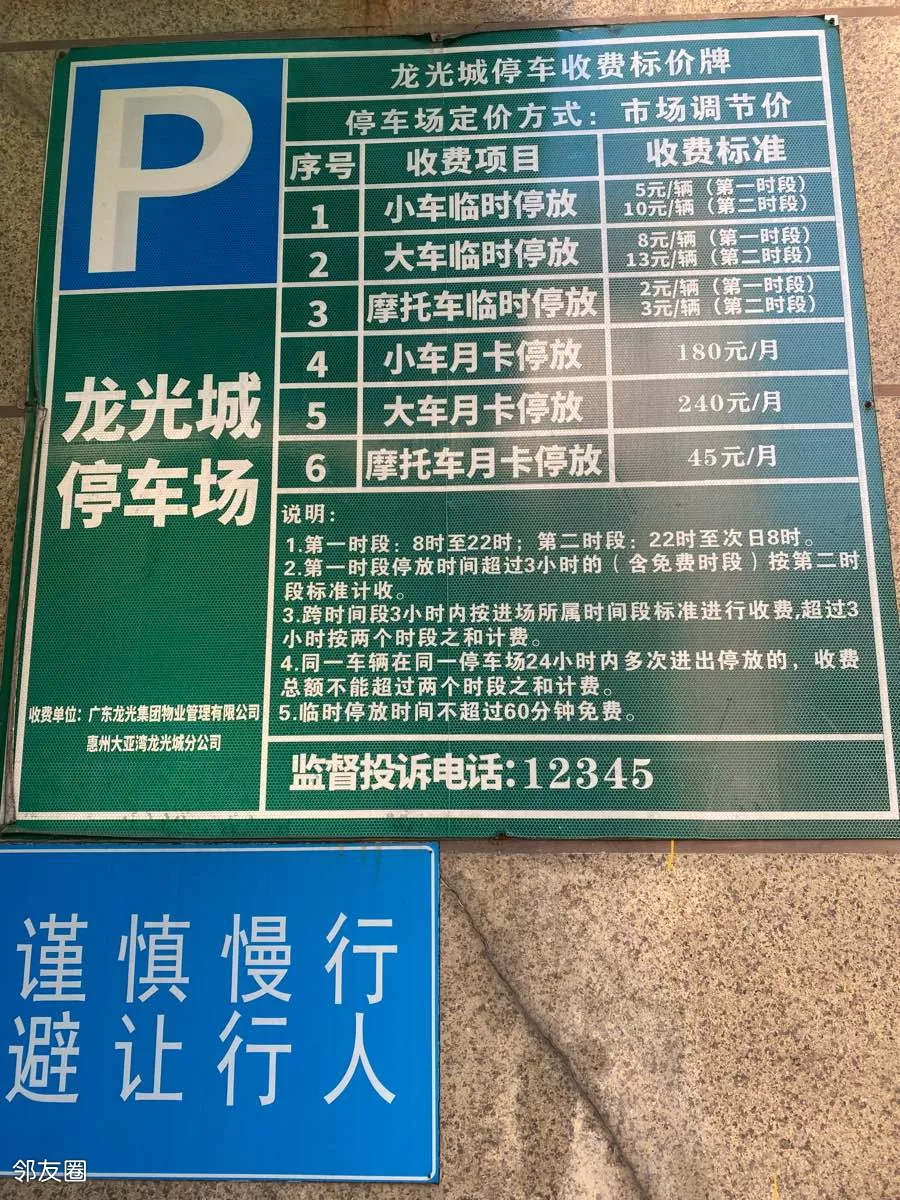 P
龙光城停车收费标价牌
停车场定价方式：市场调节价
序号 收费项目 收费标准
1 小车临时停放 5元/辆（第一时段）
10元/辆（第二时段）
2 大车临时停放 8元/辆（第一时段）
13元/辆（第二时段）
3 摩托车临时停放 2元/辆（第一时段）
3元/辆（第二时段）
4 小车月卡停放 180元/月
5 大车月卡停放 240元/月
6 摩托车月卡停放 45元/月
龙光城
停车场
说明：
1.第一时段：8时至22时；第二时段：22时至次日8时。
2.第一时段停放时间超过3小时的（含免费时段）按第二时
段标准计收。
3.跨时间段3小时内按进场所属时间段标准进行收费,超过3
小时按两个时段之和计费。
4.同一车辆在同一停车场24小时内多次进出停放的，收费
总额不能超过两个时段之和计费。
5.临时停放时间不超过60分钟免费。
收费单位：广东龙光集团物业管理有限公司
惠州大亚湾龙光城分公司
监督投诉电话:12345
谨慎慢行
避让行人
邻友圈